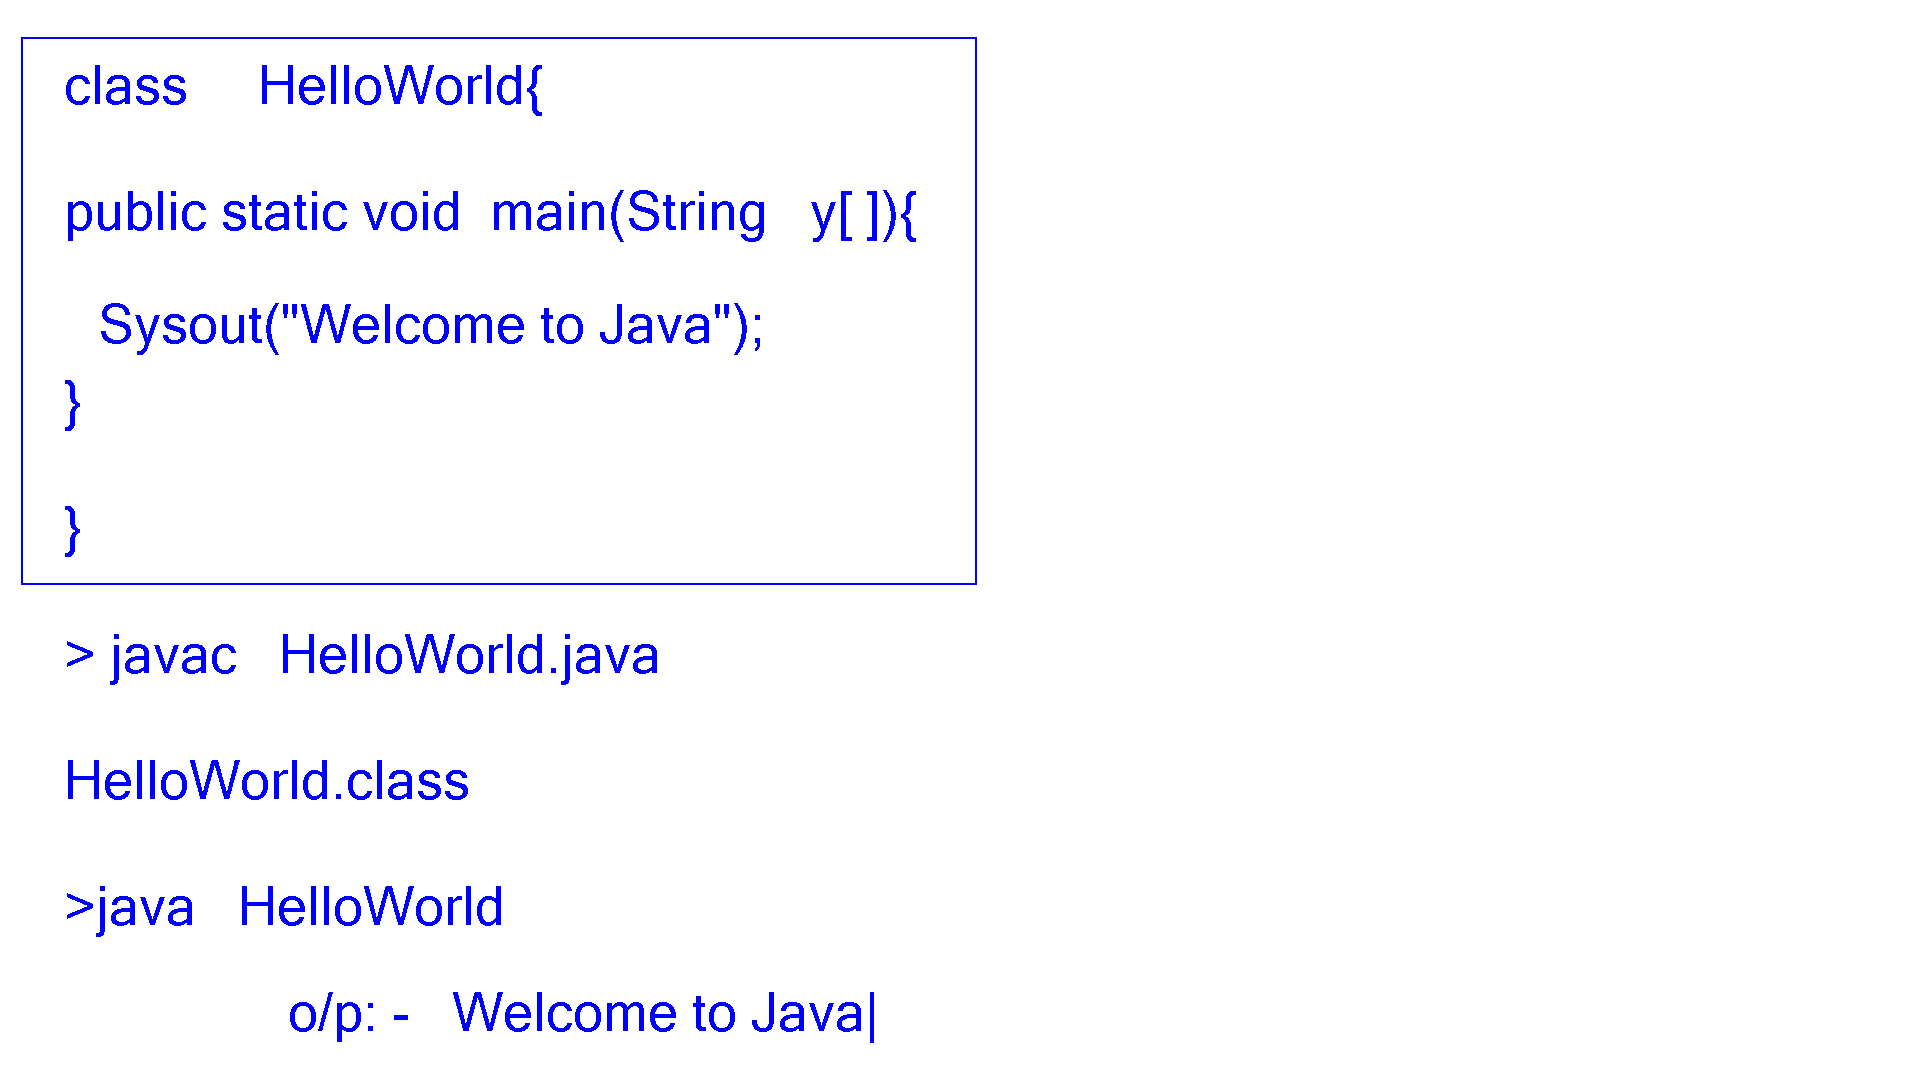 class HelloWorld{
public static void main(String y[ ]){
Sysout("Welcome to Java");
}
}
> javac HelloWorld.java
HelloWorld.class
>java HelloWorld
o/p: - Welcome to Java|